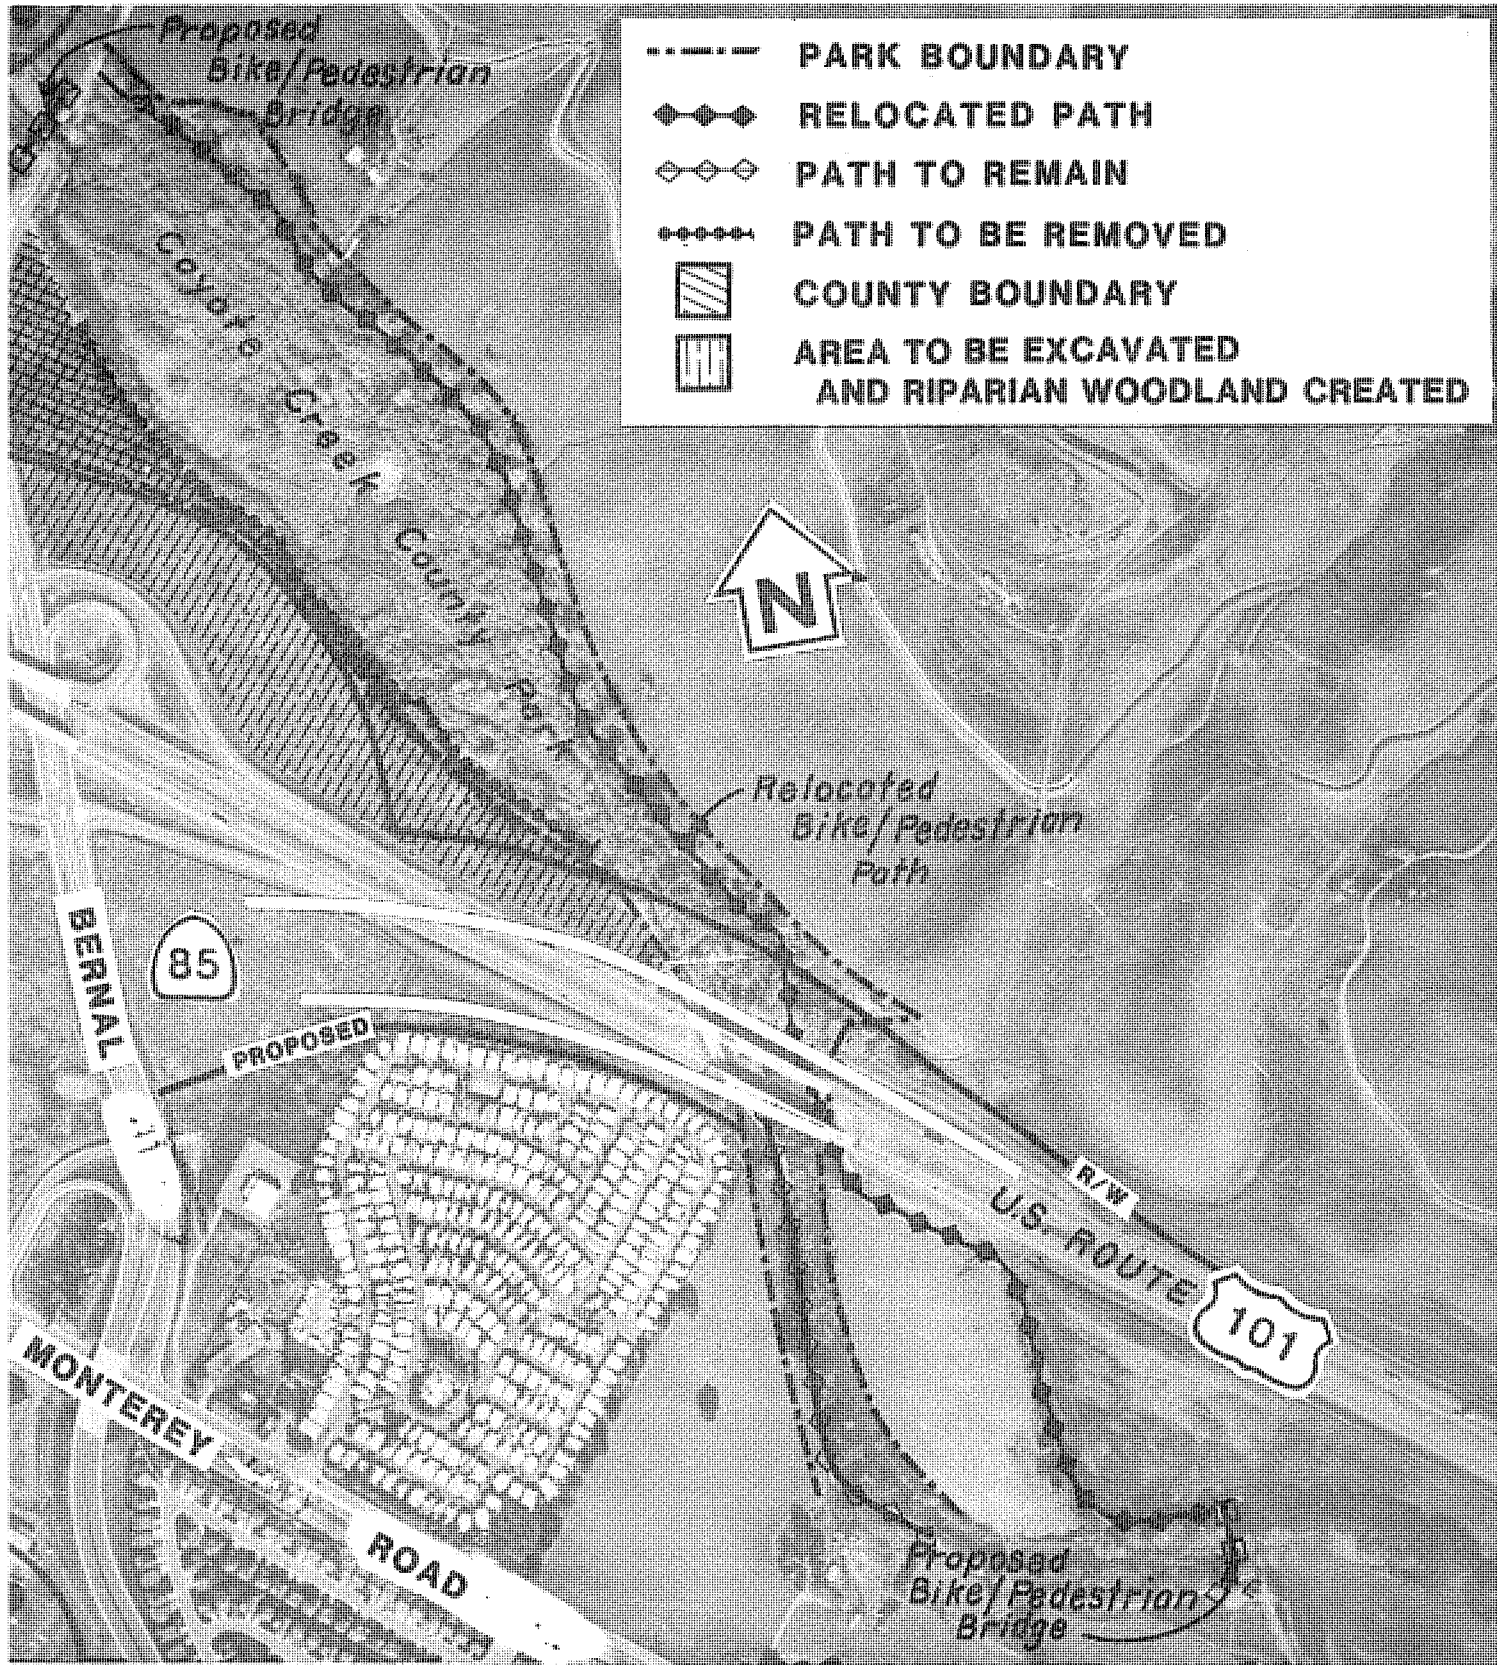 Proposed
Bike/Pedestrian
Bridge
PARK BOUNDARY
RELOCATED PATH
PATH TO REMAIN
PATH TO BE REMOVED
COUNTY BOUNDARY
AREA TO BE EXCAVATED
AND RIPARIAN WOODLAND CREATED
Coyote Creek County Park
N
Relocated
Bike/Pedestrian
Path
BERNAL
85
PROPOSED
R/W
U.S. ROUTE
101
MONTEREY
ROAD
Proposed
Bike/Pedestrian
Bridge